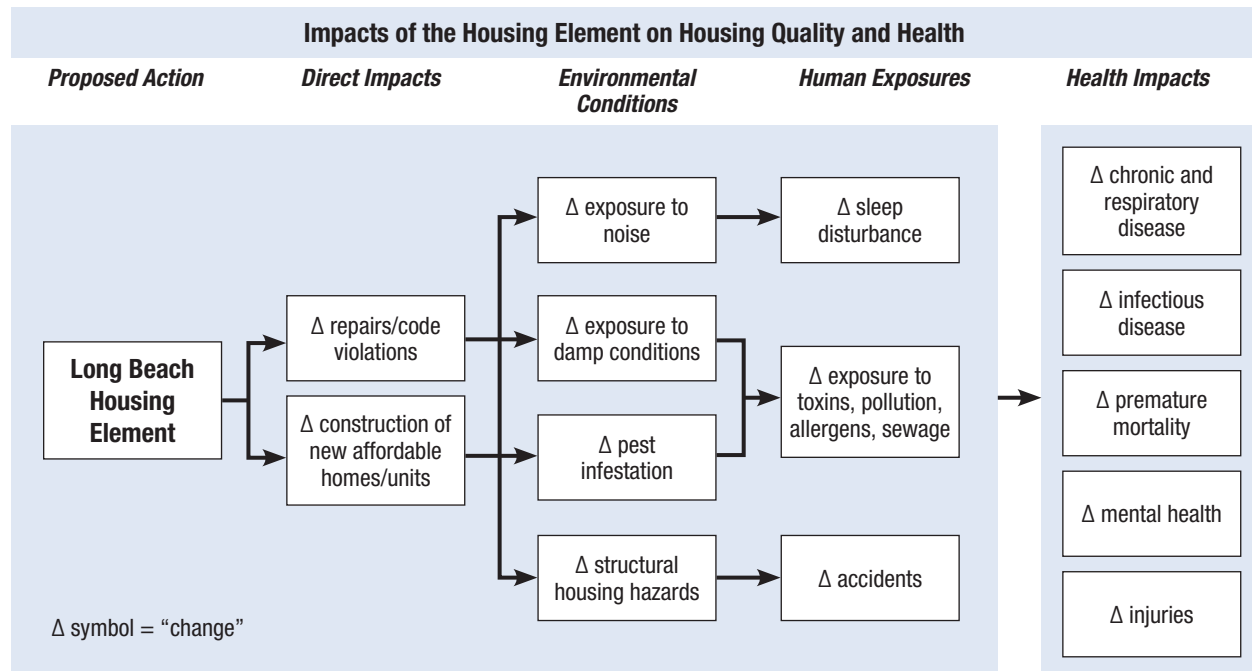 Impacts of the Housing Element on Housing Quality and Health
Proposed Action
Direct Impacts
Environmental
Conditions
Human Exposures
Health Impacts
Long Beach
Housing
Element
Δ repairs/code
violations
Δ construction of
new affordable
homes/units
Δ exposure to
noise
Δ exposure to
damp conditions
Δ pest
infestation
Δ structural
housing hazards
Δ sleep
disturbance
Δ exposure to
toxins, pollution,
allergens, sewage
Δ accidents
Δ chronic and
respiratory
disease
Δ infectious
disease
Δ premature
mortality
Δ mental health
Δ injuries
Δ symbol = “change”